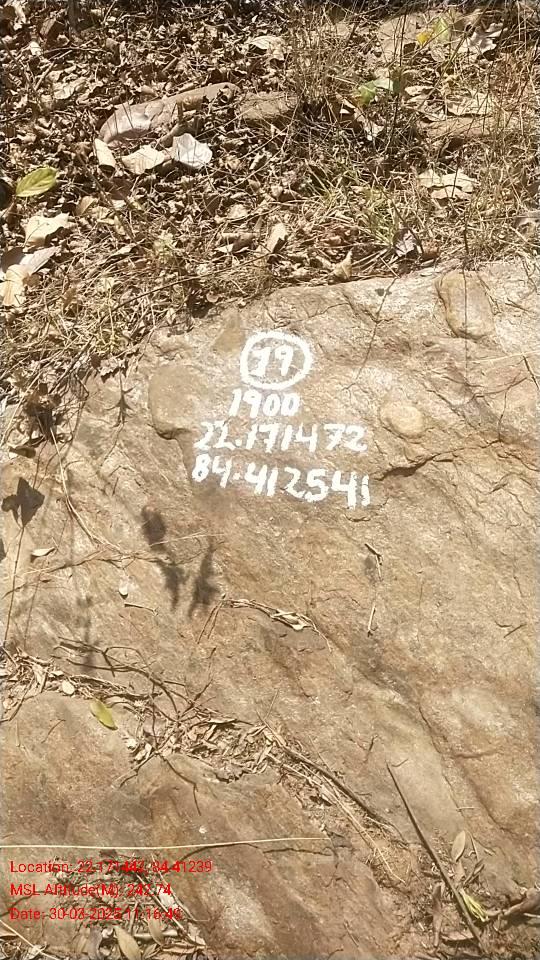 19
1900
22.171472
84.412541
Location: 22.171442, 84.41239
MSL Altitude(M): 242.74
Date: 30-03-2025 11:16:46